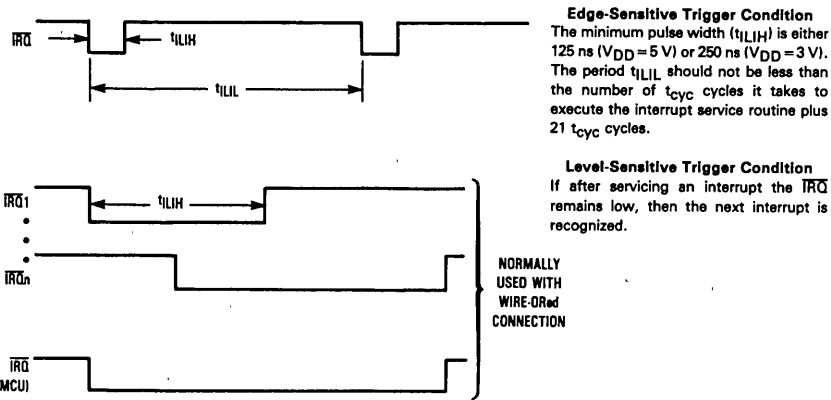 IRQ
tILIH
tILIL
Edge-Sensitive Trigger Condition
The minimum pulse width (tILIH) is either
125 ns (VDD=5 V) or 250 ns (VDD=3 V).
The period tILIL should not be less than
the number of tcyc cycles it takes to
execute the interrupt service routine plus
21 tcyc cycles.
Level-Sensitive Trigger Condition
If after servicing an interrupt the IRQ
remains low, then the next interrupt is
recognized.
IRQ1
tILIH
IRQn
NORMALLY
USED WITH
WIRE-ORed
CONNECTION
IRQ
MCU)